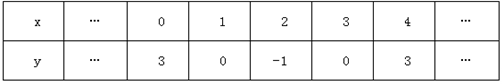 x … 0 1 2 3 4 …
y … 3 0 -1 0 3 …